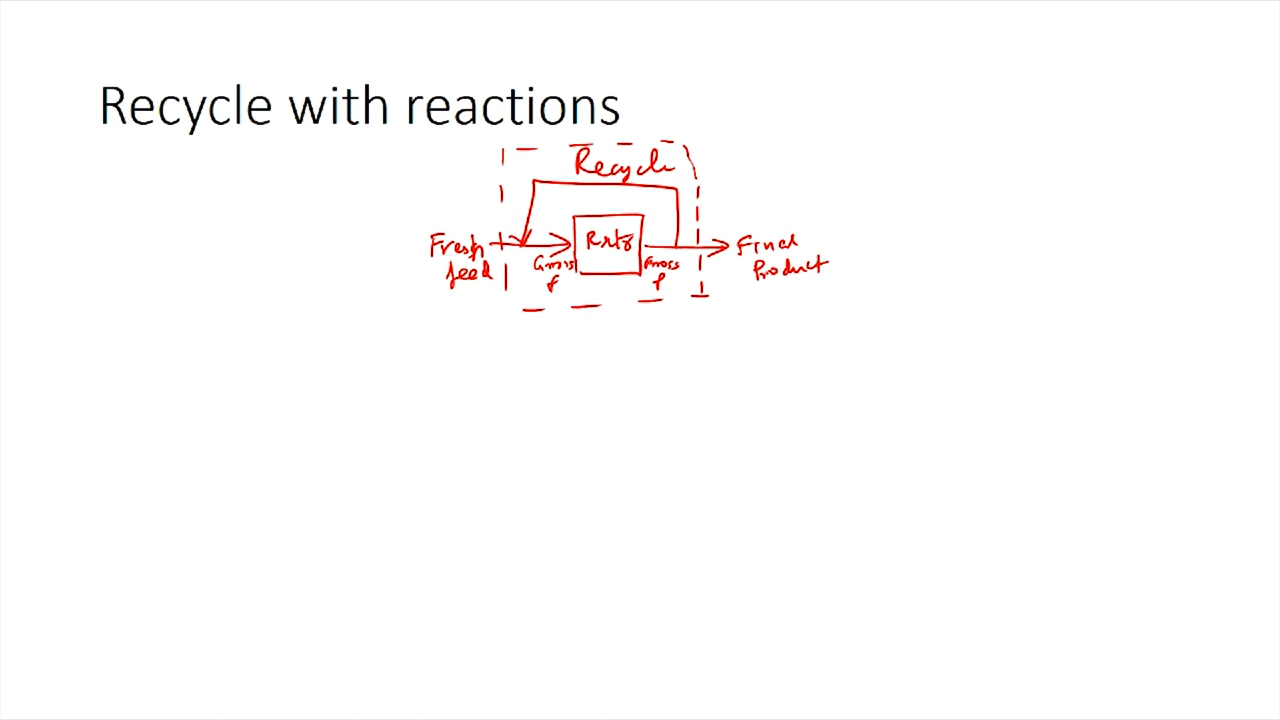 Recycle with reactions
Recycle
Fresh
feed
Gross
f
Rxtr
Gross
P
Final
Product